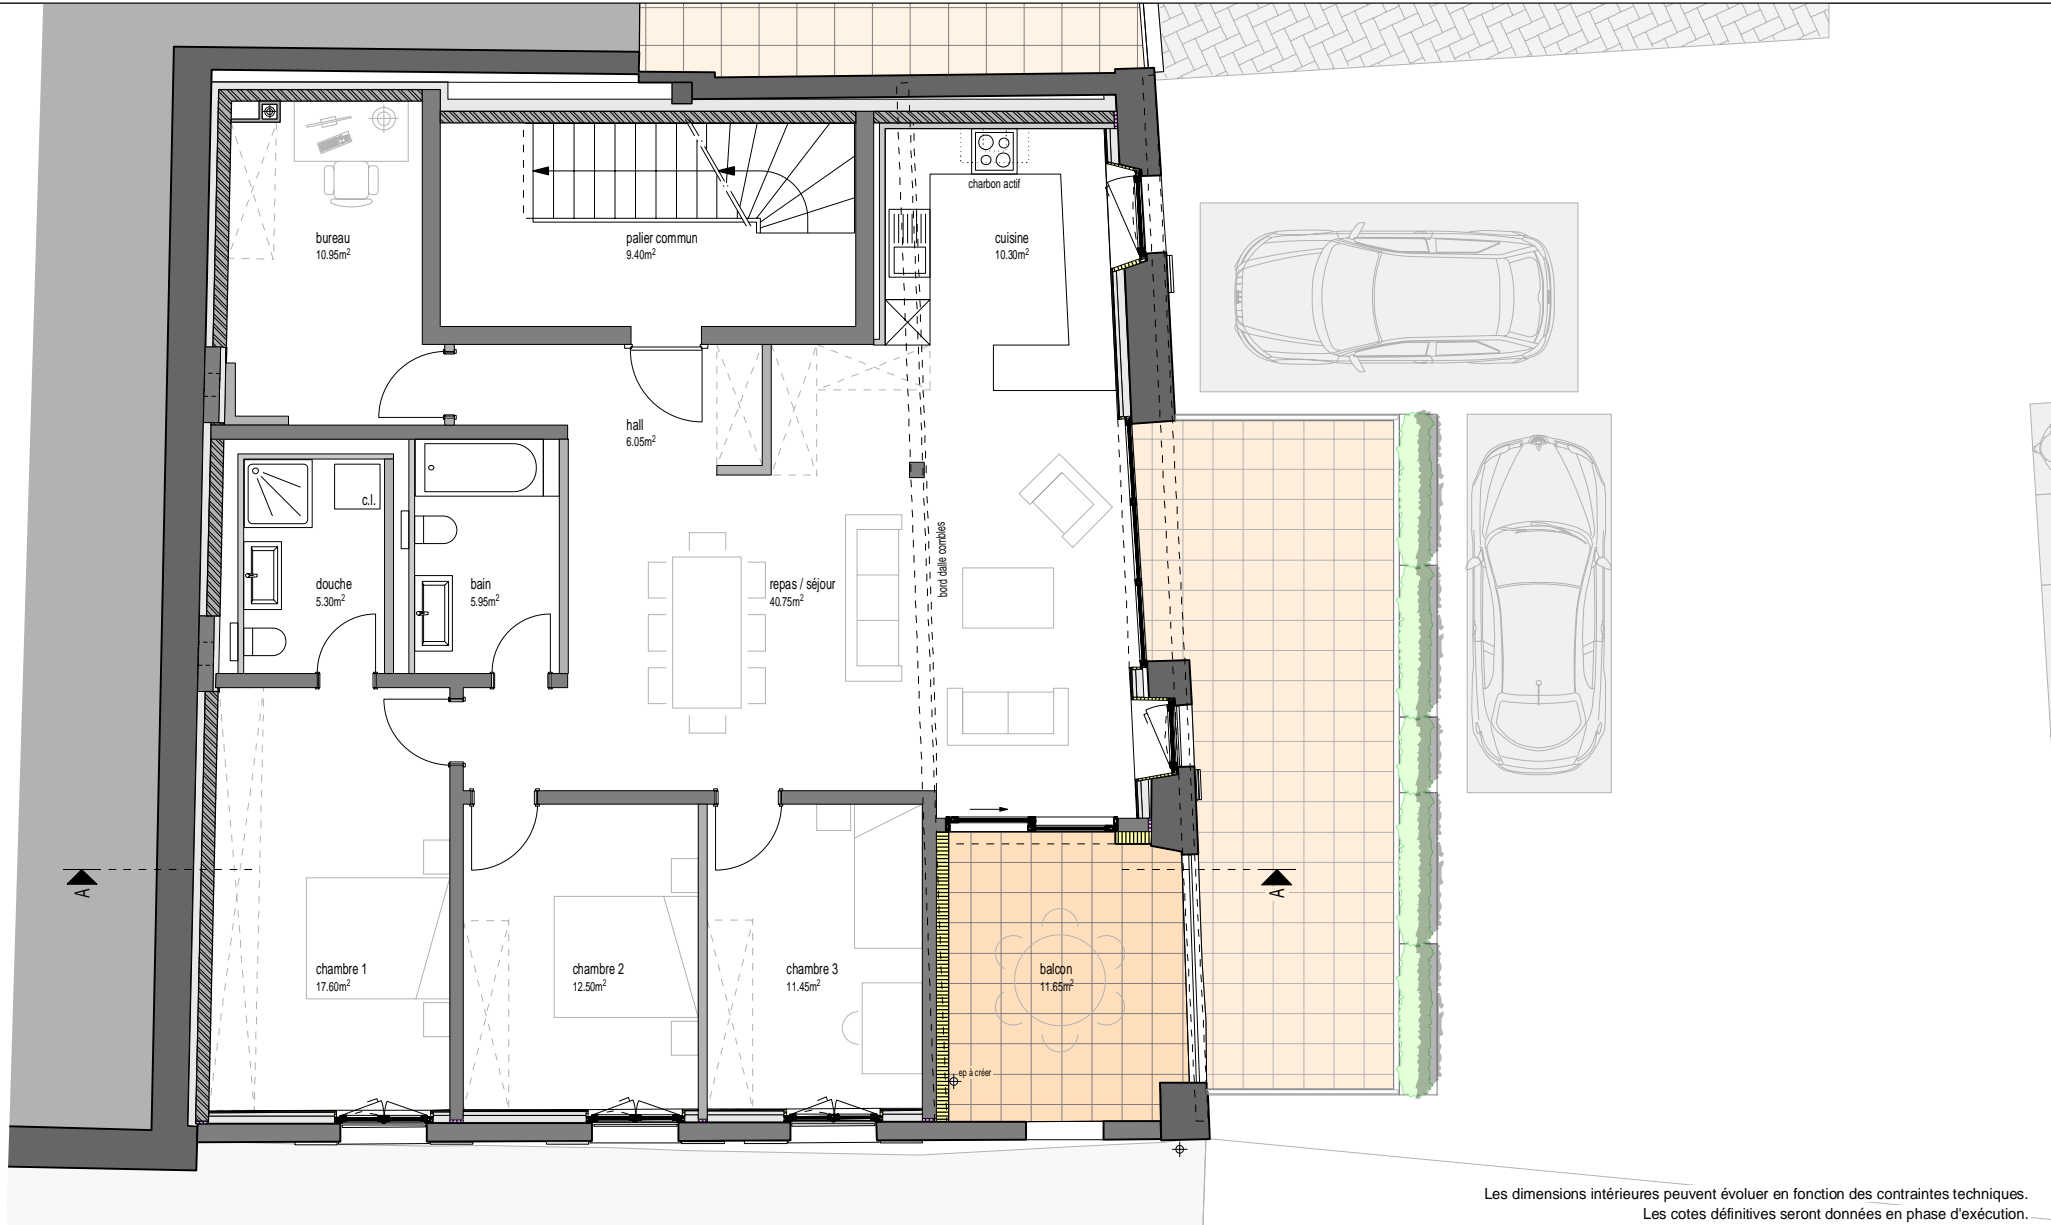 charbon actif
bureau
10.95m²
palier commun
9.40m²
cuisine
10.30m²
hall
6.05m²
c.l.
douche
5.30m²
bain
5.95m²
repas / séjour
40.75m²
bord dalle combles
A
A
chambre 1
17.60m²
chambre 2
12.50m²
chambre 3
11.45m²
balcon
11.65m²
ep à créer
Les dimensions intérieures peuvent évoluer en fonction des contraintes techniques.
Les cotes définitives seront données en phase d'exécution.